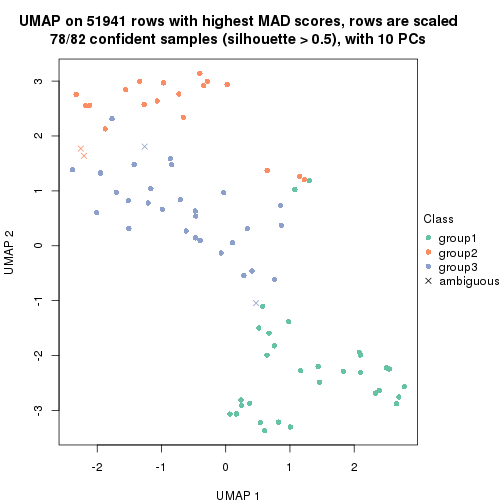 UMAP on 51941 rows with highest MAD scores, rows are scaled
78/82 confident samples (silhouette > 0.5), with 10 PCs
3
2
1
0
-1
-2
-3
UMAP 2
-2
-1
0
1
2
UMAP 1
Class
group1
group2
group3
ambiguous